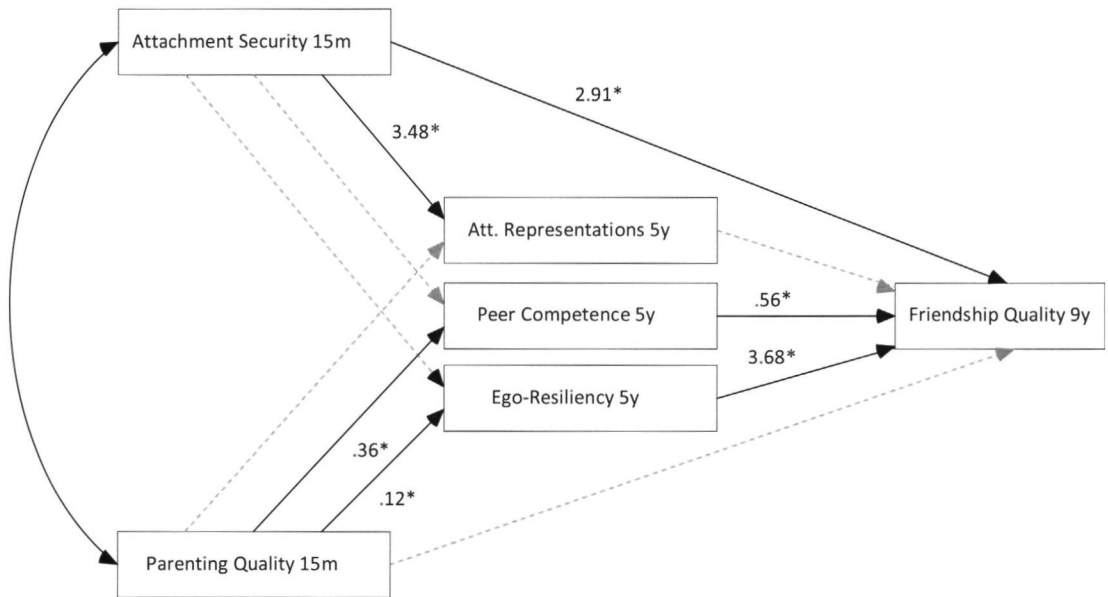 Attachment Security 15m
2.91*
3.48*
Att. Representations 5y
Peer Competence 5y
.56*
Friendship Quality 9y
3.68*
Ego-Resiliency 5y
.36*
.12*
Parenting Quality 15m